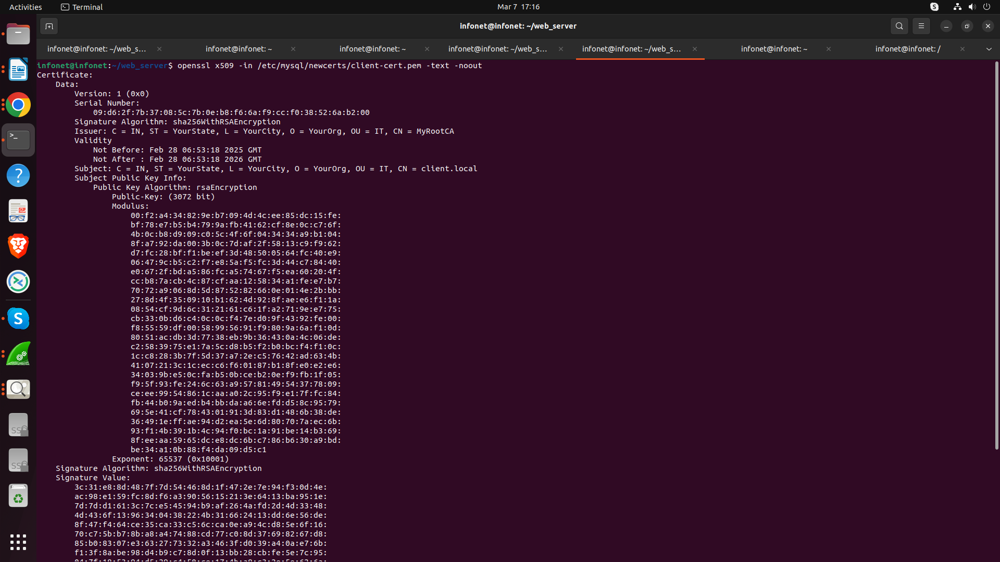 Activities
Terminal
Mar 7 17:16
infonet@infonet: ~/web_server
infonet@infonet: ~/web_s...
infonet@infonet: ~
infonet@infonet: ~
infonet@infonet: ~/web_s...
infonet@infonet: ~/web_s...
infonet@infonet: ~
infonet@infonet: /
infonet@infonet:~/web_server$ openssl x509 -in /etc/mysql/newcerts/client-cert.pem -text -noout
Certificate:
    Data:
        Version: 1 (0x0)
        Serial Number:
            09:d6:2f:7b:37:08:5c:7b:0e:b8:f6:6a:f9:cc:f0:38:52:6a:b2:00
        Signature Algorithm: sha256WithRSAEncryption
        Issuer: C = IN, ST = YourState, L = YourCity, O = YourOrg, OU = IT, CN = MyRootCA
        Validity
            Not Before: Feb 28 06:53:18 2025 GMT
            Not After : Feb 28 06:53:18 2026 GMT
        Subject: C = IN, ST = YourState, L = YourCity, O = YourOrg, OU = IT, CN = client.local
        Subject Public Key Info:
            Public Key Algorithm: rsaEncryption
                Public-Key: (3072 bit)
                Modulus:
                    00:f2:a4:34:82:9e:b7:09:4d:4c:ee:85:dc:15:fe:
                    bf:78:e7:b5:b4:79:9a:fb:41:62:cf:8e:0c:c7:6f:
                    4b:0c:b8:d9:09:c0:5c:4f:6f:04:34:34:a9:b1:04:
                    8f:a7:92:da:00:3b:0c:7d:af:2f:58:13:c9:f9:62:
                    d7:fc:28:bf:f1:be:ef:3d:48:50:05:64:fc:40:e9:
                    06:47:9c:b5:c2:f7:e8:5a:f5:fc:3d:44:c7:84:40:
                    e0:67:2f:bd:a5:86:fc:a5:74:67:f5:ea:60:20:4f:
                    cc:b8:7a:cb:4c:87:cf:aa:12:58:34:a1:fe:e7:b7:
                    70:72:a9:06:8d:5d:87:52:82:66:0e:01:4e:2b:bb:
                    27:8d:4f:35:09:10:b1:62:4d:92:8f:ae:e6:f1:1a:
                    08:54:cf:9d:6c:31:21:61:c6:1f:a2:71:9e:e7:75:
                    cb:33:0b:d6:c4:0c:0c:f4:7e:d0:9f:43:92:fe:00:
                    f8:55:59:df:00:58:99:56:91:f9:80:9a:6a:f1:0d:
                    80:51:ac:db:3d:77:38:eb:9b:36:43:0a:4c:06:de:
                    c2:58:39:75:e1:7a:5c:d8:b5:f2:b0:bc:f4:f1:0c:
                    1c:c8:28:3b:7f:5d:37:a7:2e:c5:76:42:ad:63:4b:
                    41:07:21:3c:1c:ec:c6:f6:01:87:b1:8f:e0:e2:e6:
                    34:03:9b:e5:0c:fa:b5:0b:ce:b2:0e:f9:fb:1f:05:
                    f9:5f:93:fe:24:6c:63:a9:57:81:49:54:37:78:09:
                    ce:ee:99:54:86:1c:aa:a0:2c:95:f9:e1:7f:fc:84:
                    fb:44:b0:9a:ed:b4:bb:da:a6:6e:fd:d5:8c:95:79:
                    69:5e:41:cf:78:43:01:91:3d:83:d1:48:6b:38:de:
                    36:49:1e:ff:ae:94:d2:ea:5e:6d:80:70:7a:ec:6b:
                    93:f1:4b:39:1b:4c:94:f0:bc:1a:91:be:14:b3:69:
                    8f:ee:aa:59:65:dc:e8:dc:6b:c7:86:b6:30:a9:bd:
                    be:34:a1:0b:88:f4:da:09:d5:c1
                Exponent: 65537 (0x10001)
    Signature Algorithm: sha256WithRSAEncryption
    Signature Value:
        3c:31:e8:8d:48:7f:7d:54:46:8d:1f:47:2e:7e:94:f3:0d:4e:
        ac:98:e1:59:fc:8d:f6:a3:90:56:15:21:3e:64:13:ba:95:1e:
        7d:7d:d1:61:3c:7c:e5:45:94:b9:af:26:4a:fd:2d:4d:33:48:
        4d:43:6f:13:96:34:04:38:22:4b:31:66:24:13:dd:6e:56:de:
        8f:47:f4:64:ce:35:ca:33:c5:6c:ca:0e:a9:4c:d8:5e:6f:16:
        70:c7:5b:b7:8b:a8:a4:74:88:cd:77:c0:8d:37:69:82:67:d8:
        85:b0:83:07:e3:63:27:73:32:a3:46:3f:d0:39:a4:0a:e7:6b:
        f1:3f:8a:be:98:d4:b9:c7:8d:0f:13:bb:28:cb:fe:5e:7c:95: